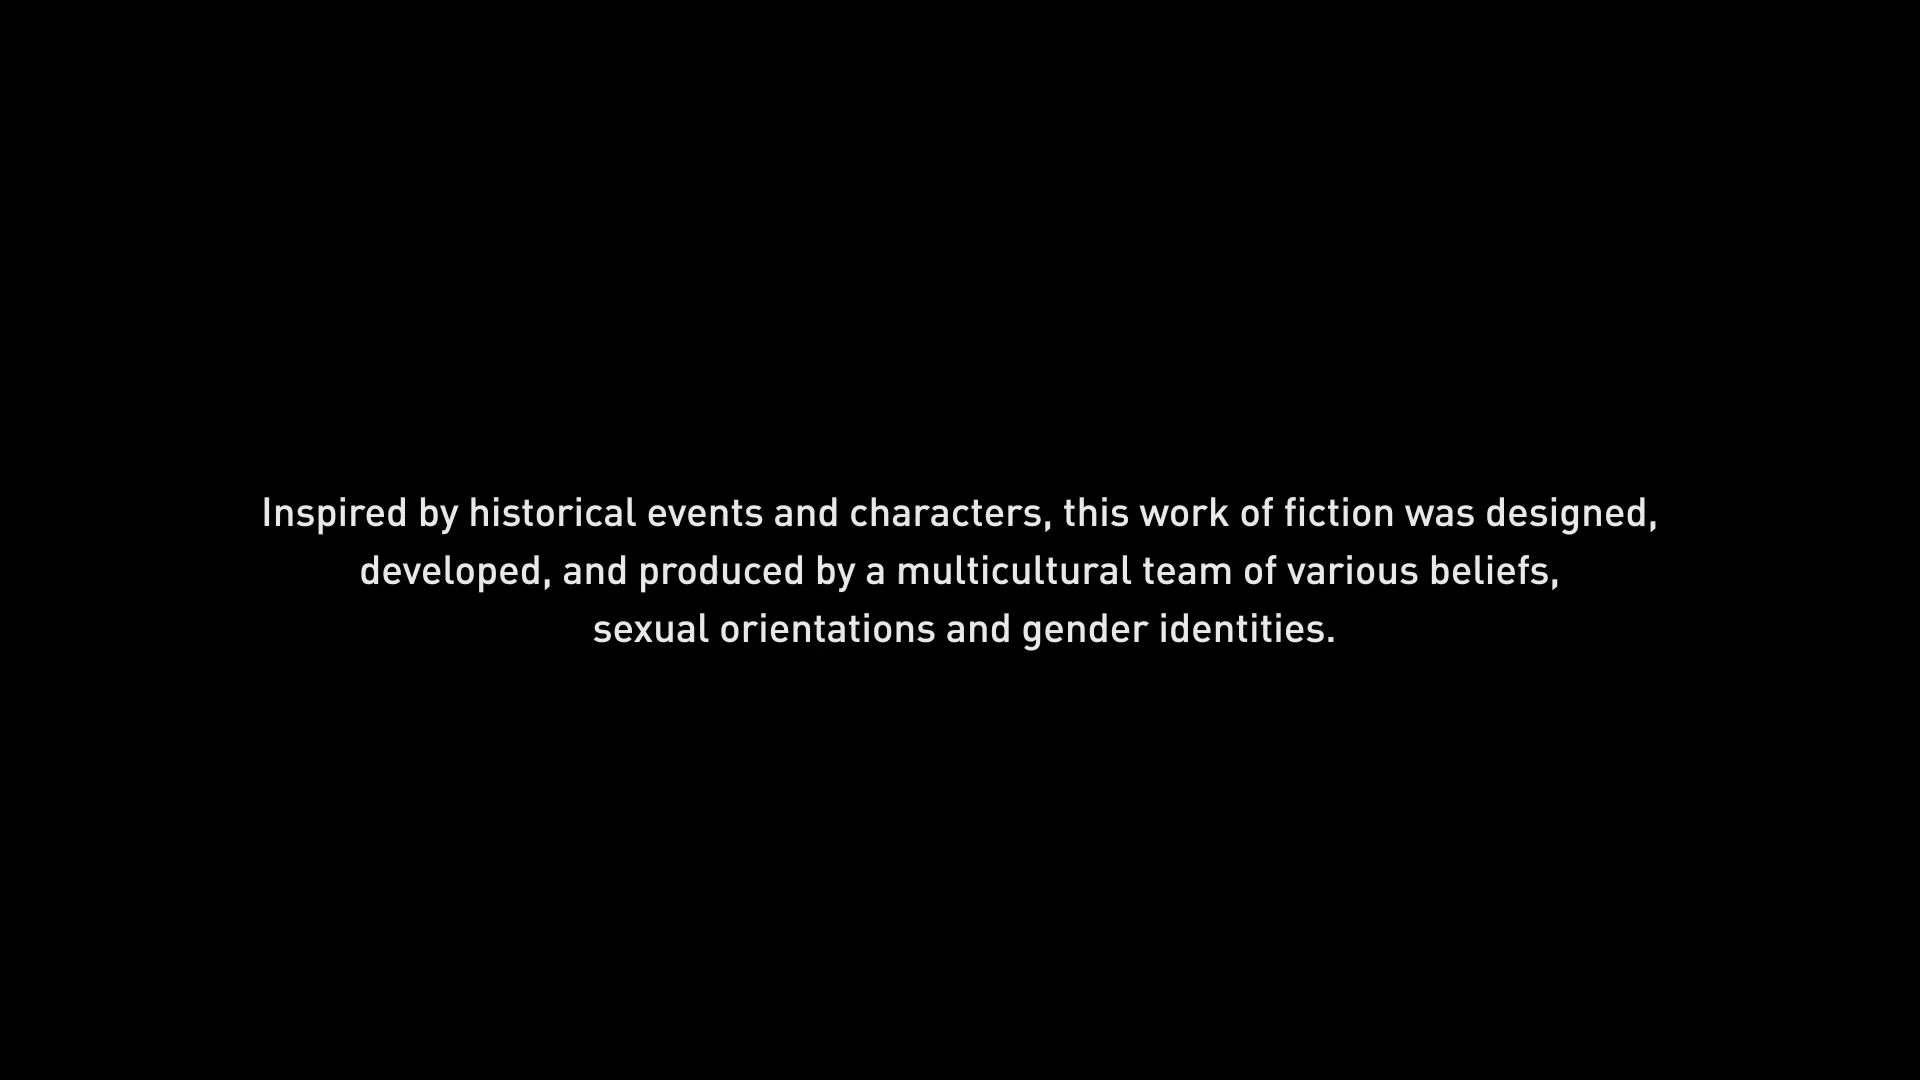 Inspired by historical events and characters, this work of fiction was designed,
developed, and produced by a multicultural team of various beliefs,
sexual orientations and gender identities.